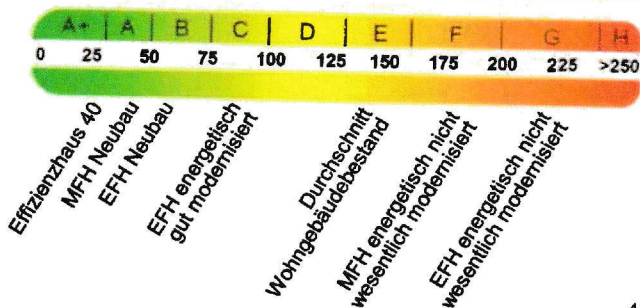 A+ A B C D E F G H
0 25 50 75 100 125 150 175 200 225 >250
Effizienzhaus 40
MFH Neubau
EFH Neubau
EFH energetisch
gut modernisiert
Durchschnitt
Wohngebäudebestand
MFH energetisch nicht
wesentlich modernisiert
EFH energetisch nicht
wesentlich modernisiert